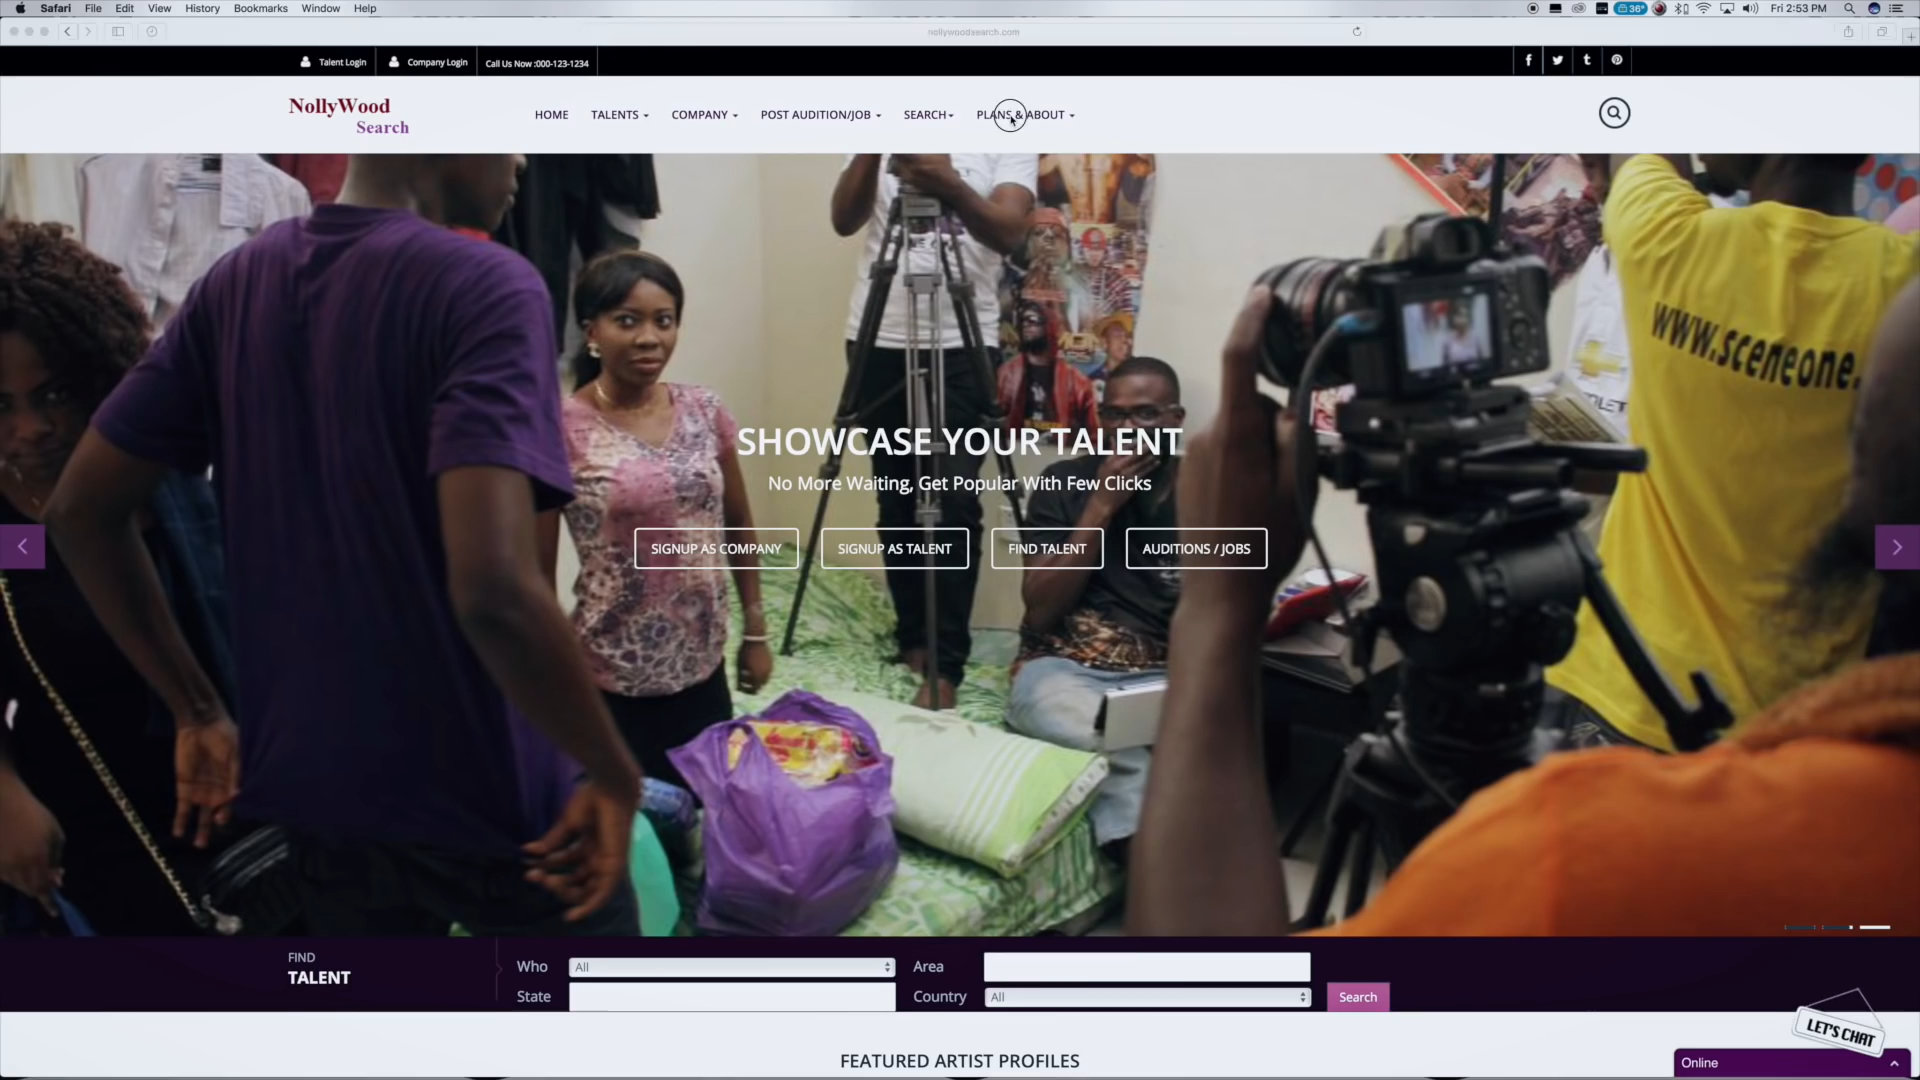 Safari File Edit View History Bookmarks Window Help
36° Fri 2:53 PM
nollywoodsearch.com
Talent Login Company Login Call Us Now :000-123-1234
NollyWood
Search
HOME TALENTS COMPANY POST AUDITION/JOB SEARCH PLANS & ABOUT
www.sceneone.
SHOWCASE YOUR TALENT
No More Waiting, Get Popular With Few Clicks
SIGNUP AS COMPANY SIGNUP AS TALENT FIND TALENT AUDITIONS / JOBS
FIND
TALENT
Who All Area
State Country All Search
LET'S CHAT
FEATURED ARTIST PROFILES
Online